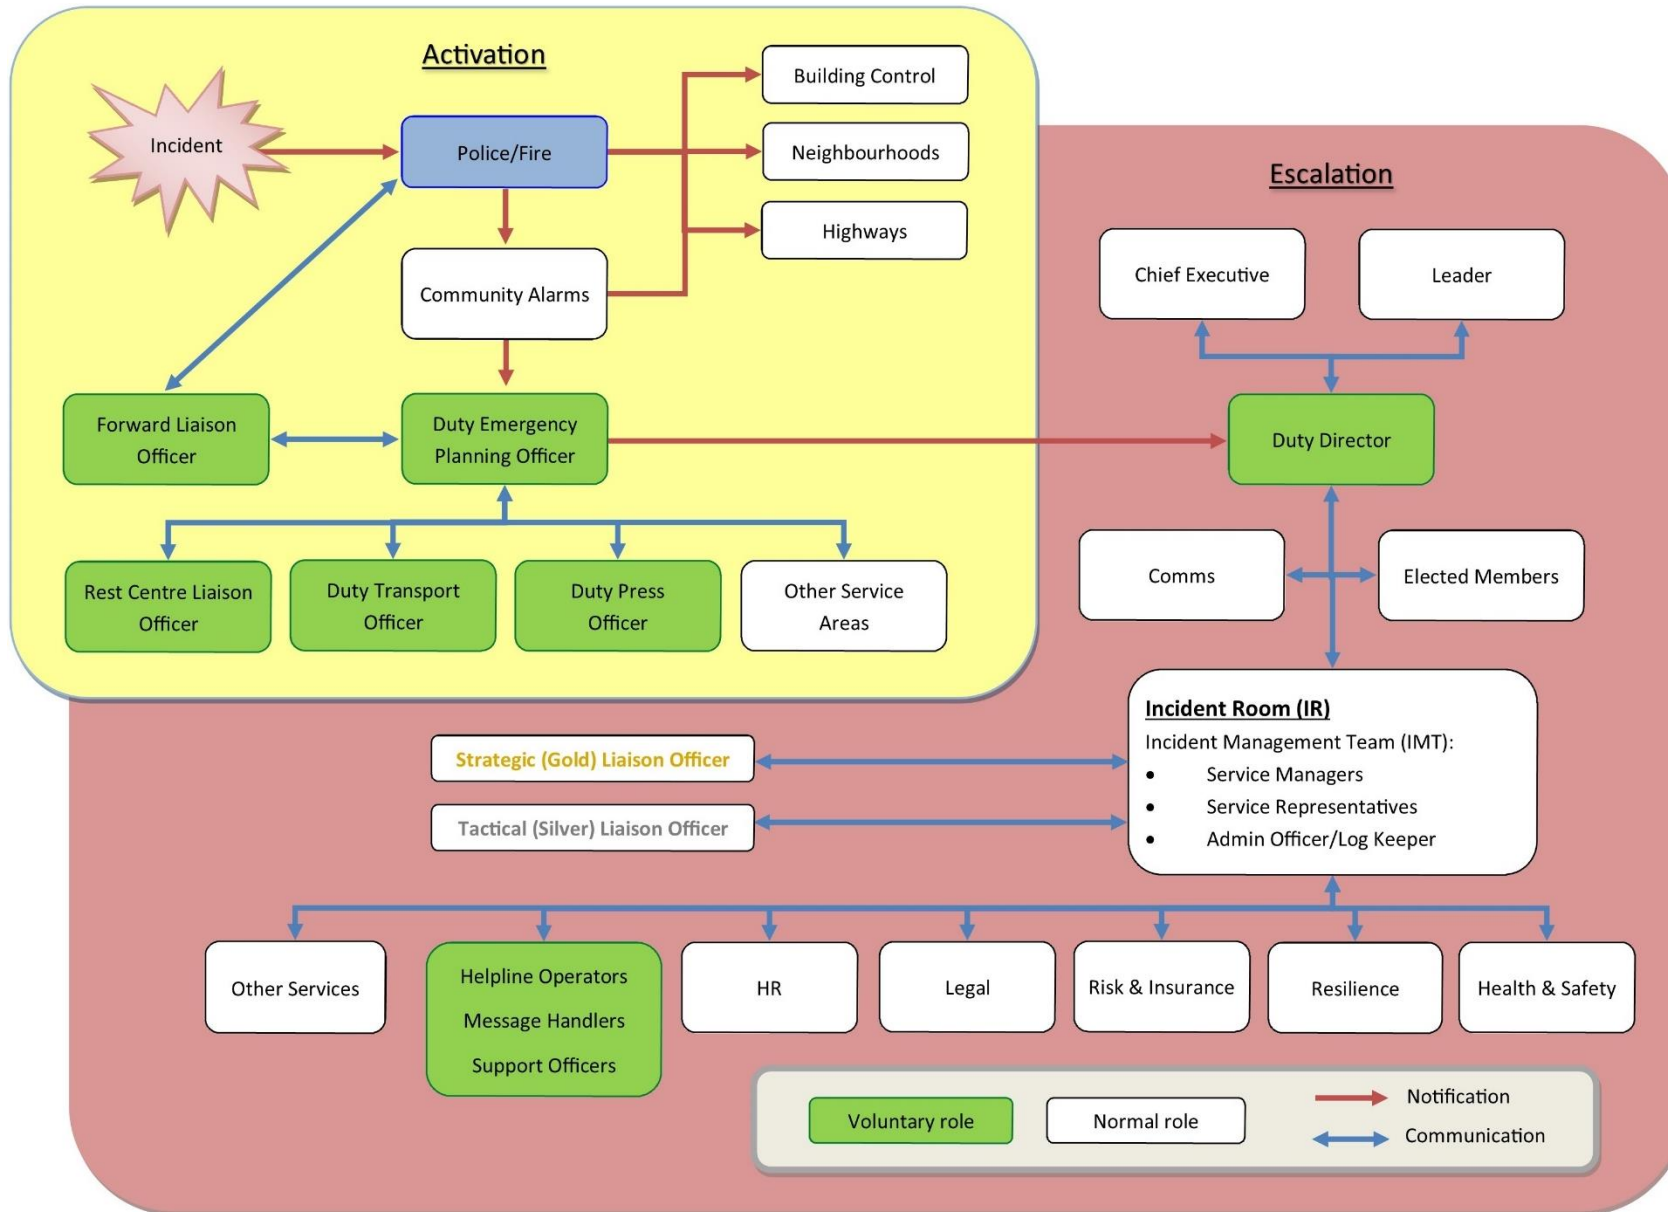 Activation
Incident
Police/Fire
Building Control
Neighbourhoods
Highways
Community Alarms
Forward Liaison
Officer
Duty Emergency
Planning Officer
Rest Centre Liaison
Officer
Duty Transport
Officer
Duty Press
Officer
Other Service
Areas
Escalation
Chief Executive
Leader
Duty Director
Comms
Elected Members
Incident Room (IR)
Incident Management Team (IMT):
• Service Managers
• Service Representatives
• Admin Officer/Log Keeper
Strategic (Gold) Liaison Officer
Tactical (Silver) Liaison Officer
Other Services
Helpline Operators
Message Handlers
Support Officers
HR
Legal
Risk & Insurance
Resilience
Health & Safety
Voluntary role
Normal role
Notification
Communication